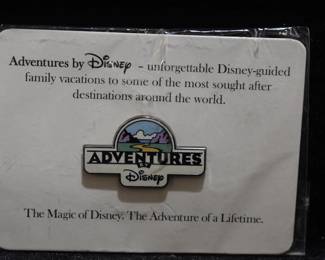 Adventures by Disney – unforgettable Disney-guided
family vacations to some of the most sought after
destinations around the world.
ADVENTURES
BY
Disney
The Magic of Disney. The Adventure of a Lifetime.